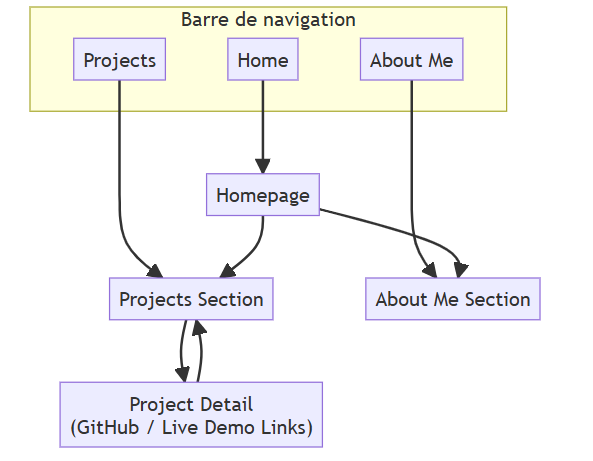 Barre de navigation
Projects
Home
About Me
Homepage
Projects Section
About Me Section
Project Detail
(GitHub / Live Demo Links)